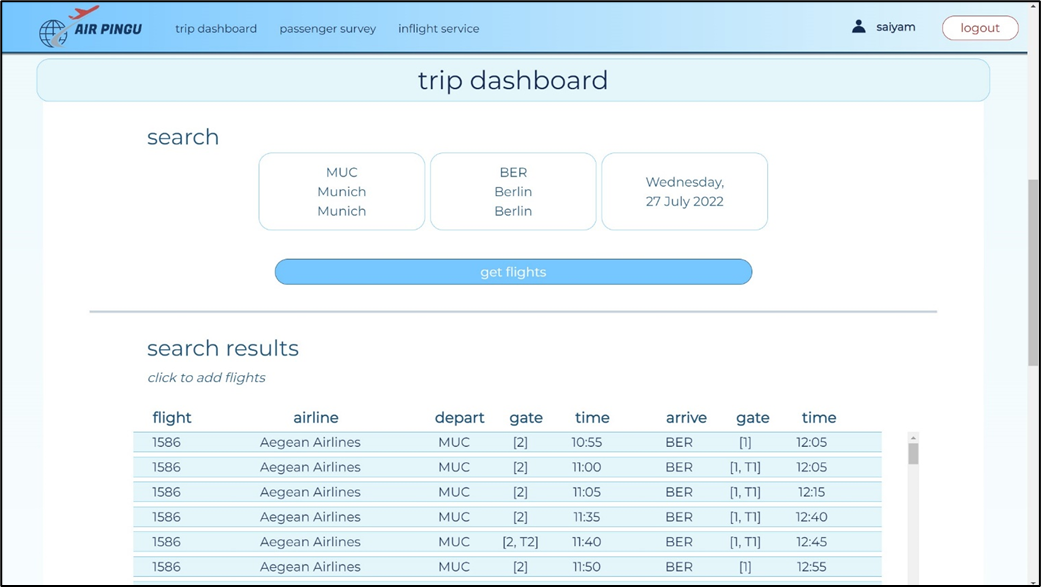 AIR PINGU
trip dashboard passenger survey inflight service
saiyam
logout
trip dashboard
search
MUC
Munich
Munich
BER
Berlin
Berlin
Wednesday,
27 July 2022
get flights
search results
click to add flights
flight airline depart gate time arrive gate time
1586 Aegean Airlines MUC [2] 10:55 BER [1] 12:05
1586 Aegean Airlines MUC [2] 11:00 BER [1, T1] 12:05
1586 Aegean Airlines MUC [2] 11:05 BER [1, T1] 12:15
1586 Aegean Airlines MUC [2] 11:35 BER [1, T1] 12:40
1586 Aegean Airlines MUC [2, T2] 11:40 BER [1, T1] 12:45
1586 Aegean Airlines MUC [2] 11:50 BER [1] 12:55